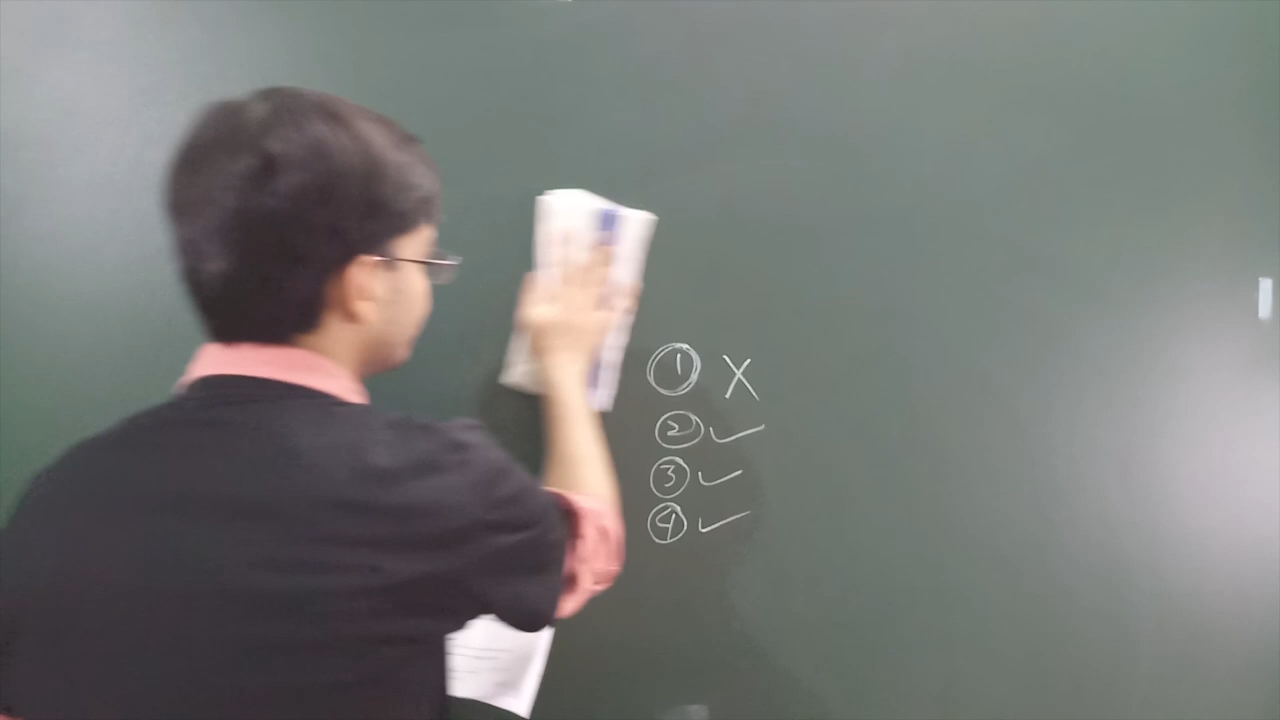 ① X
② ✓
③ ✓
④ ✓